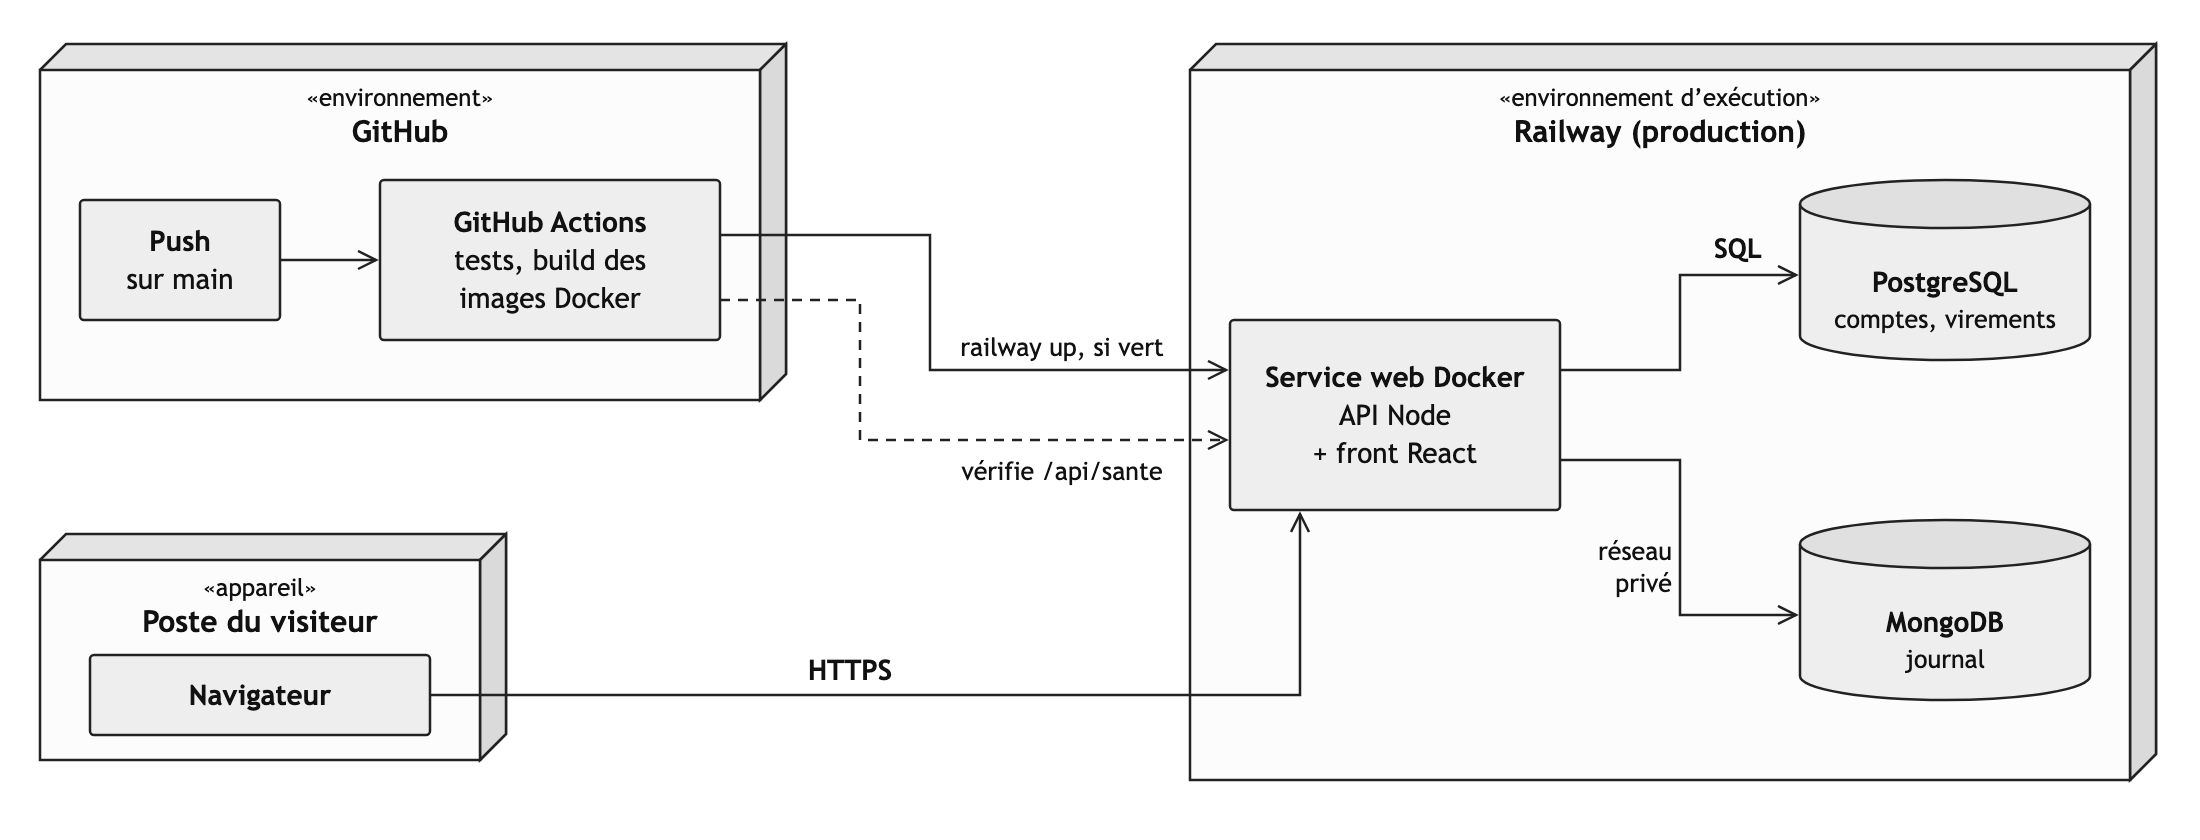 «environnement»
GitHub
Push
sur main
GitHub Actions
tests, build des
images Docker
railway up, si vert
vérifie /api/sante
«appareil»
Poste du visiteur
Navigateur
HTTPS
«environnement d’exécution»
Railway (production)
Service web Docker
API Node
+ front React
SQL
PostgreSQL
comptes, virements
réseau
privé
MongoDB
journal